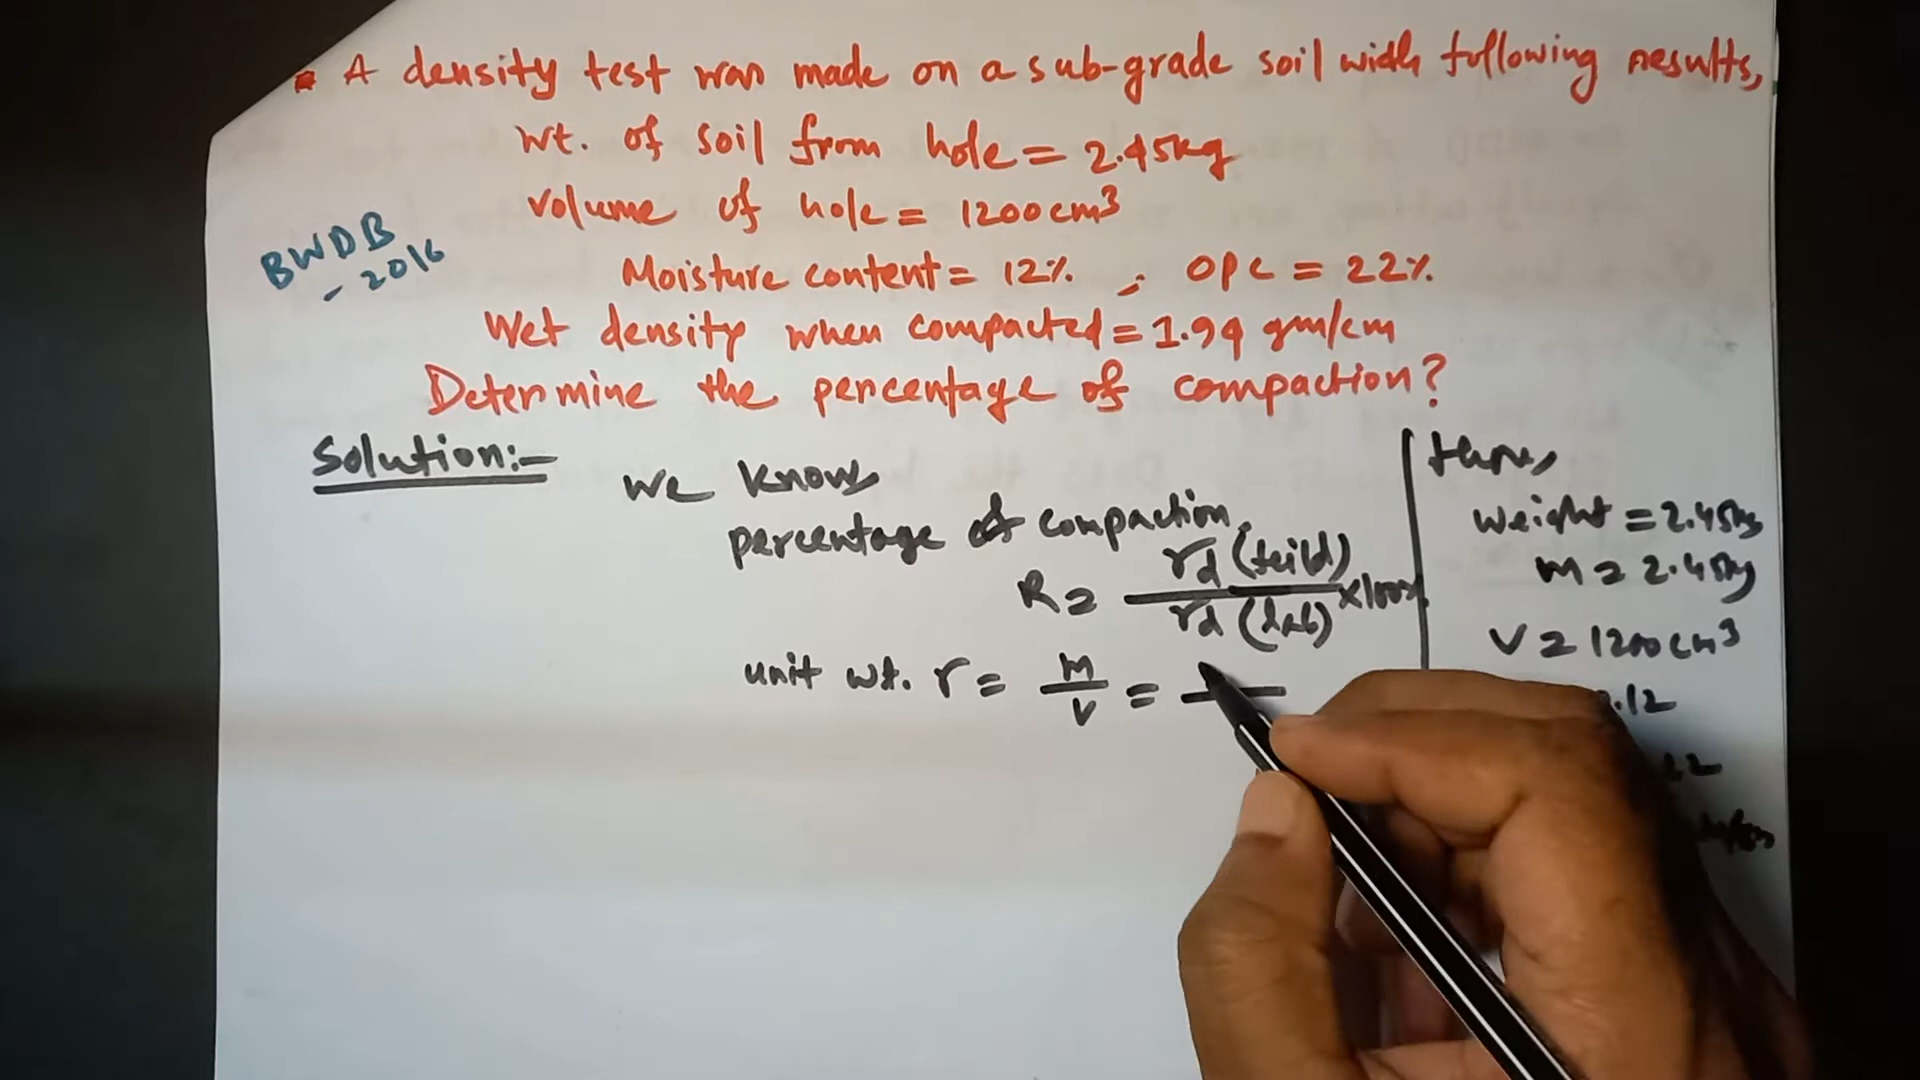 A density test was made on a sub-grade soil with following results,
wt. of soil from hole = 2.45kg
volume of hole = 1200cm³
BWDB
- 2016
Moisture content = 12% , OPC = 22%
Wet density when compacted = 1.94 gm/cm
Determine the percentage of compaction?
Solution:-
We know,
percentage of compaction,
R = γd (feild) / γd (lab) × 100%
unit wt. γ = m / v =
Here,
weight = 2.45kg
m = 2.45kg
V = 1200cm³
.12
22